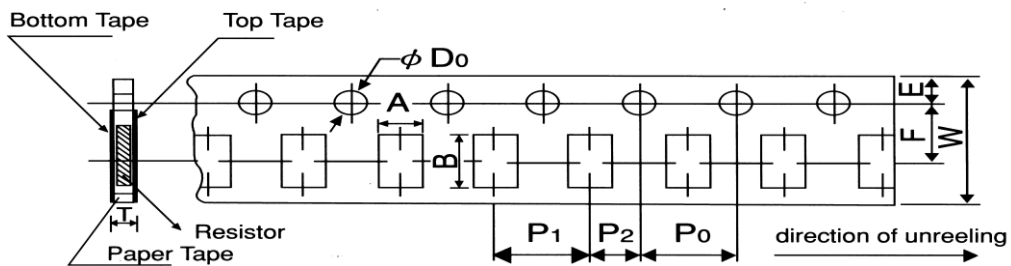 Bottom Tape
Top Tape
ϕ D₀
A
B
E
F
W
T
Resistor
Paper Tape
P₁
P₂
P₀
direction of unreeling